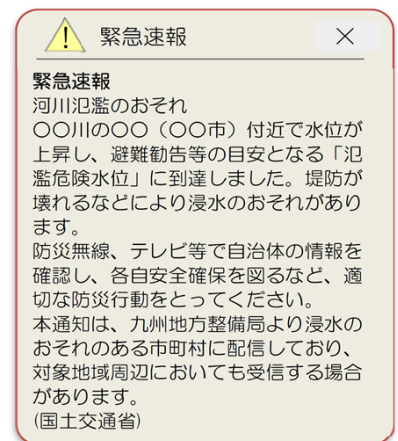 緊急速報
緊急速報
河川氾濫のおそれ
〇〇川の〇〇（〇〇市）付近で水位が
上昇し、避難勧告等の目安となる「氾
濫危険水位」に到達しました。堤防が
壊れるなどにより浸水のおそれがあり
ます。
防災無線、テレビ等で自治体の情報を
確認し、各自安全確保を図るなど、適
切な防災行動をとってください。
本通知は、九州地方整備局より浸水の
おそれのある市町村に配信しており、
対象地域周辺においても受信する場合
があります。
(国土交通省)